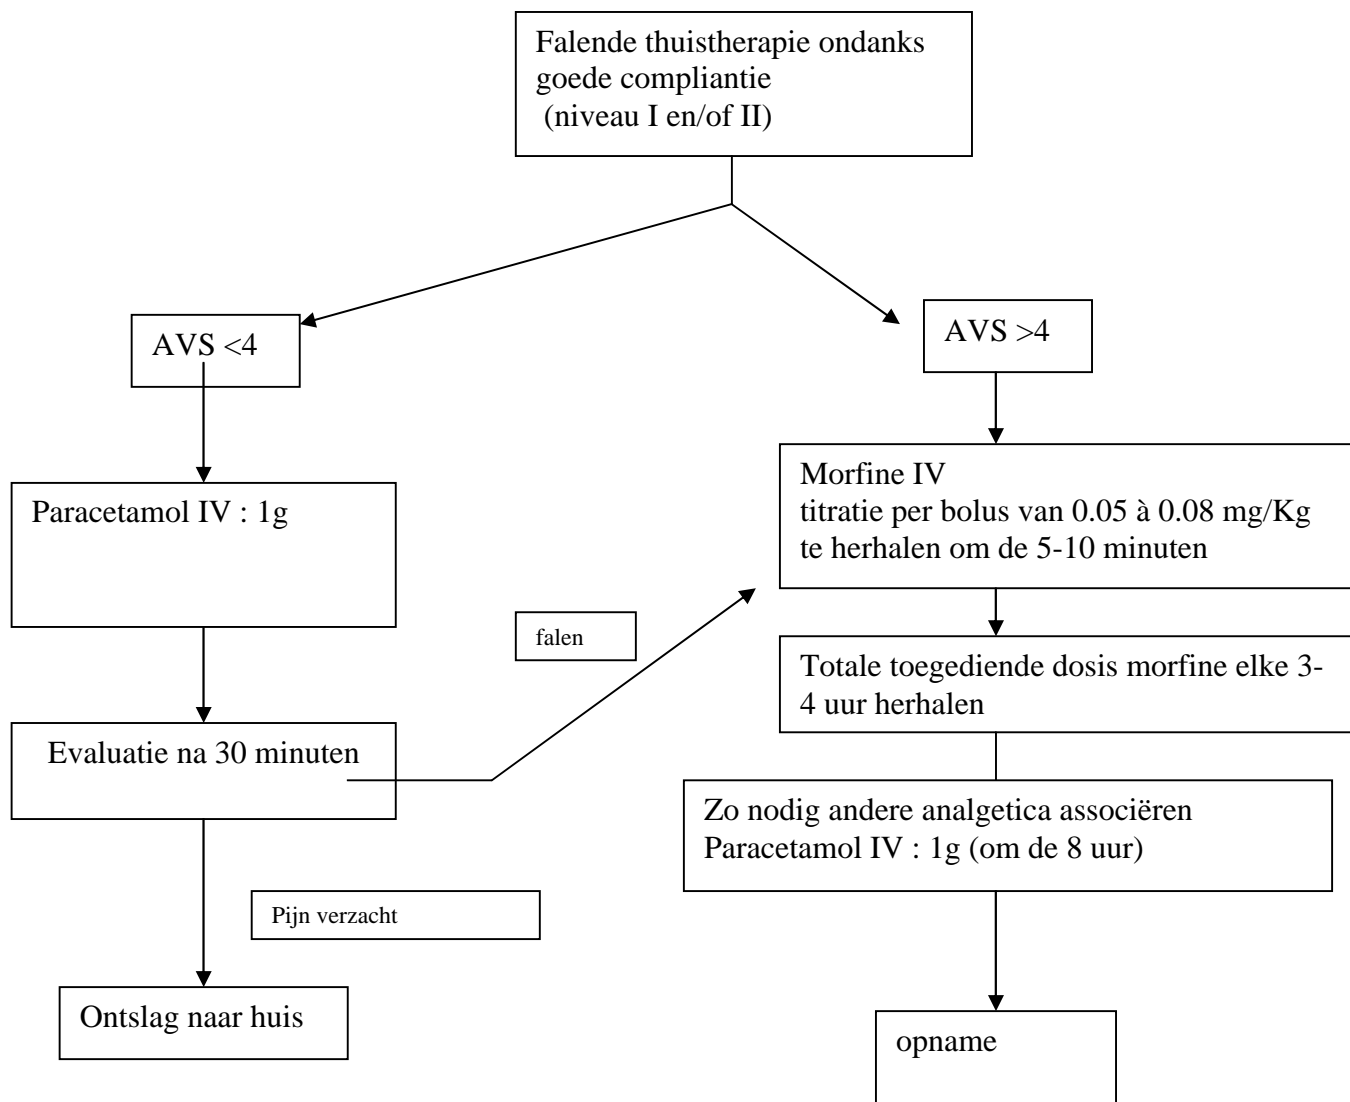 Falende thuistherapie ondanks
goede compliantie
(niveau I en/of II)
AVS <4
AVS >4
Paracetamol IV : 1g
Morfine IV
titratie per bolus van 0.05 à 0.08 mg/Kg
te herhalen om de 5-10 minuten
falen
Totale toegediende dosis morfine elke 3-
4 uur herhalen
Evaluatie na 30 minuten
Zo nodig andere analgetica associëren
Paracetamol IV : 1g (om de 8 uur)
Pijn verzacht
Ontslag naar huis
opname